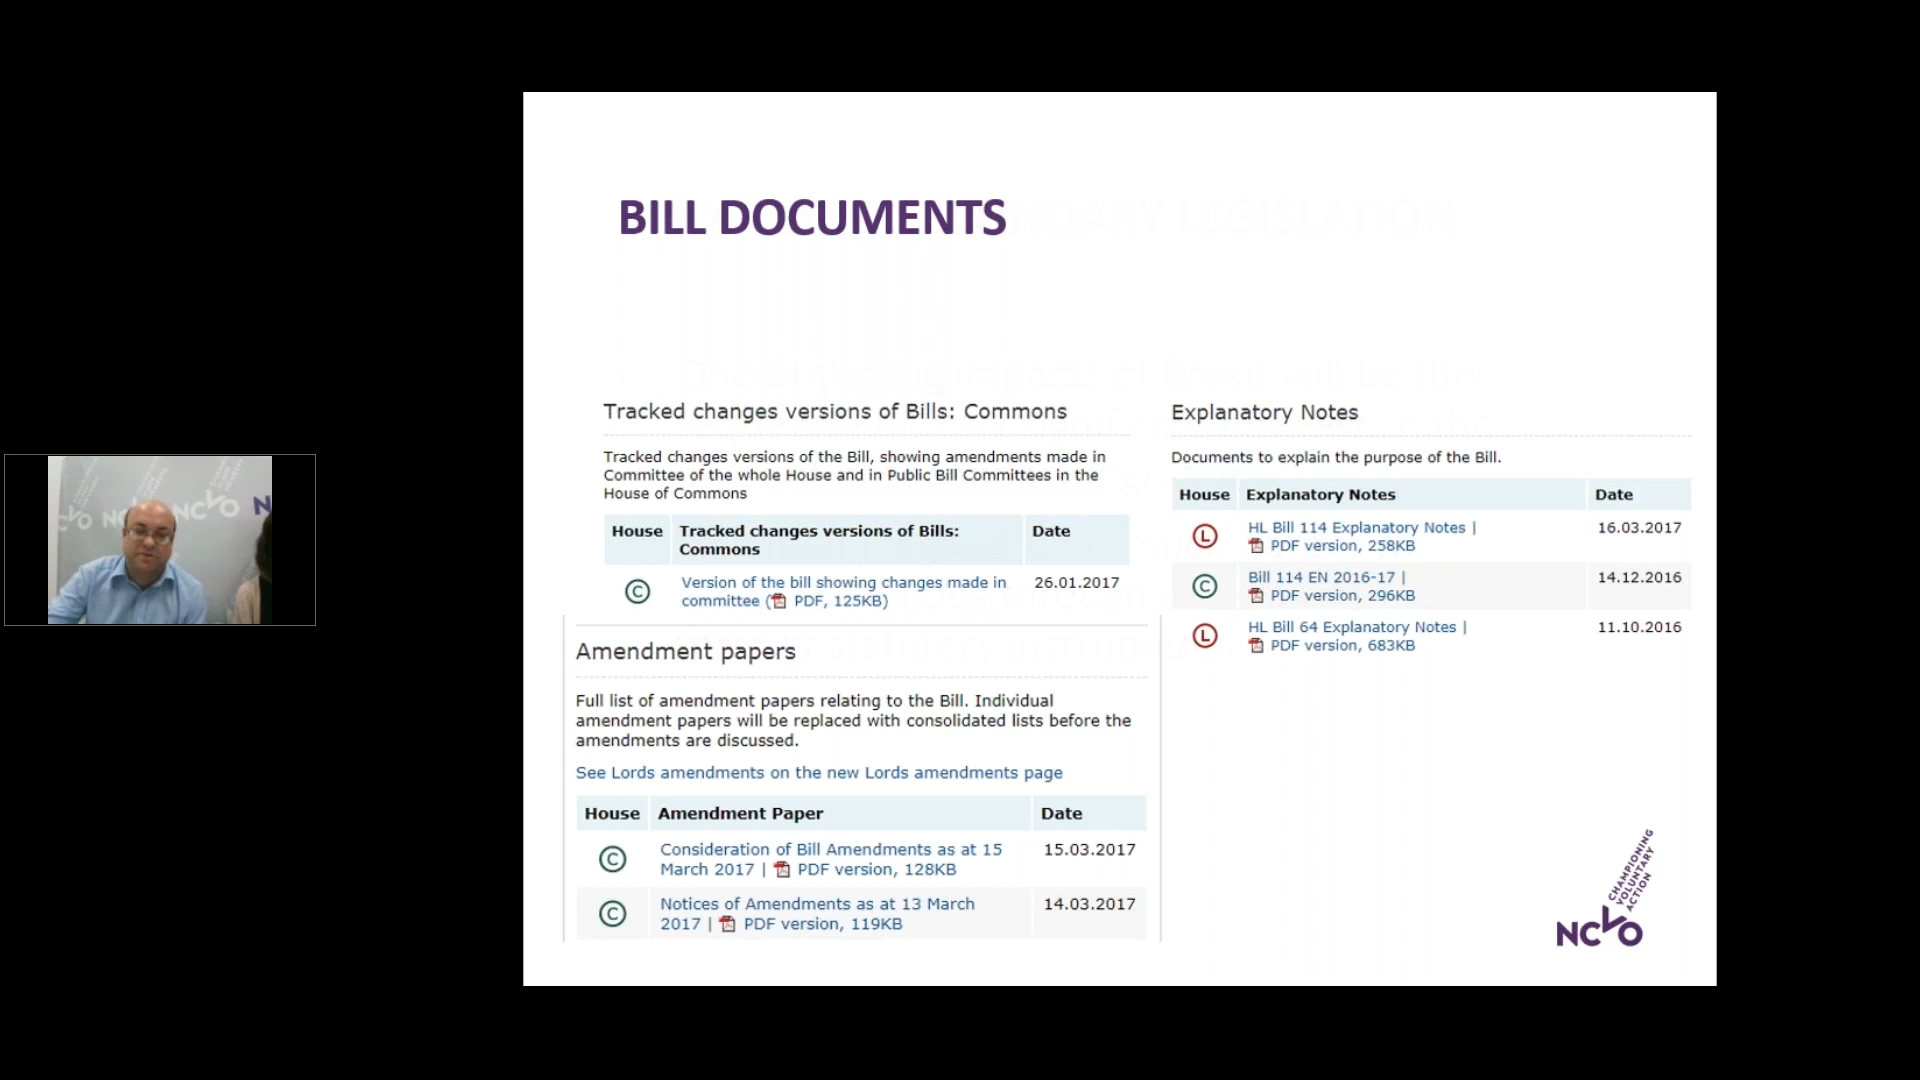 BILL DOCUMENTS
Tracked changes versions of Bills: Commons
Tracked changes versions of the Bill, showing amendments made in
Committee of the whole House and in Public Bill Committees in the
House of Commons
House Tracked changes versions of Bills: Date
Commons
C Version of the bill showing changes made in 26.01.2017
committee (PDF, 125KB)
Amendment papers
Full list of amendment papers relating to the Bill. Individual
amendment papers will be replaced with consolidated lists before the
amendments are discussed.
See Lords amendments on the new Lords amendments page
House Amendment Paper Date
C Consideration of Bill Amendments as at 15 15.03.2017
March 2017 | PDF version, 128KB
C Notices of Amendments as at 13 March 14.03.2017
2017 | PDF version, 119KB
Explanatory Notes
Documents to explain the purpose of the Bill.
House Explanatory Notes Date
L HL Bill 114 Explanatory Notes | 16.03.2017
PDF version, 258KB
C Bill 114 EN 2016-17 | 14.12.2016
PDF version, 296KB
L HL Bill 64 Explanatory Notes | 11.10.2016
PDF version, 683KB
CHAMPIONING
VOLUNTARY
ACTION
NCVO
NCVO